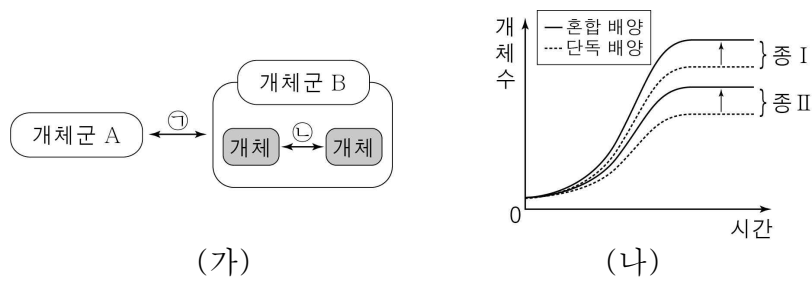 개체군 A
㉠
개체군 B
개체
㉡
개체
(가)
개체수
혼합 배양
단독 배양
종 Ⅰ
종 Ⅱ
0
시간
(나)